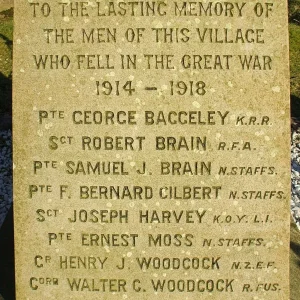 TO THE LASTING MEMORY OF
THE MEN OF THIS VILLAGE
WHO FELL IN THE GREAT WAR
1914 – 1918
PTE GEORGE BAGGELEY K.R.R.
SGT ROBERT BRAIN R.F.A.
PTE SAMUEL J. BRAIN N.STAFFS.
PTE F. BERNARD GILBERT N.STAFFS.
SGT JOSEPH HARVEY K.O.Y.L.I.
PTE ERNEST MOSS N.STAFFS.
GR HENRY J. WOODCOCK N.Z.E.F.
CORPL WALTER G. WOODCOCK R.FUS.